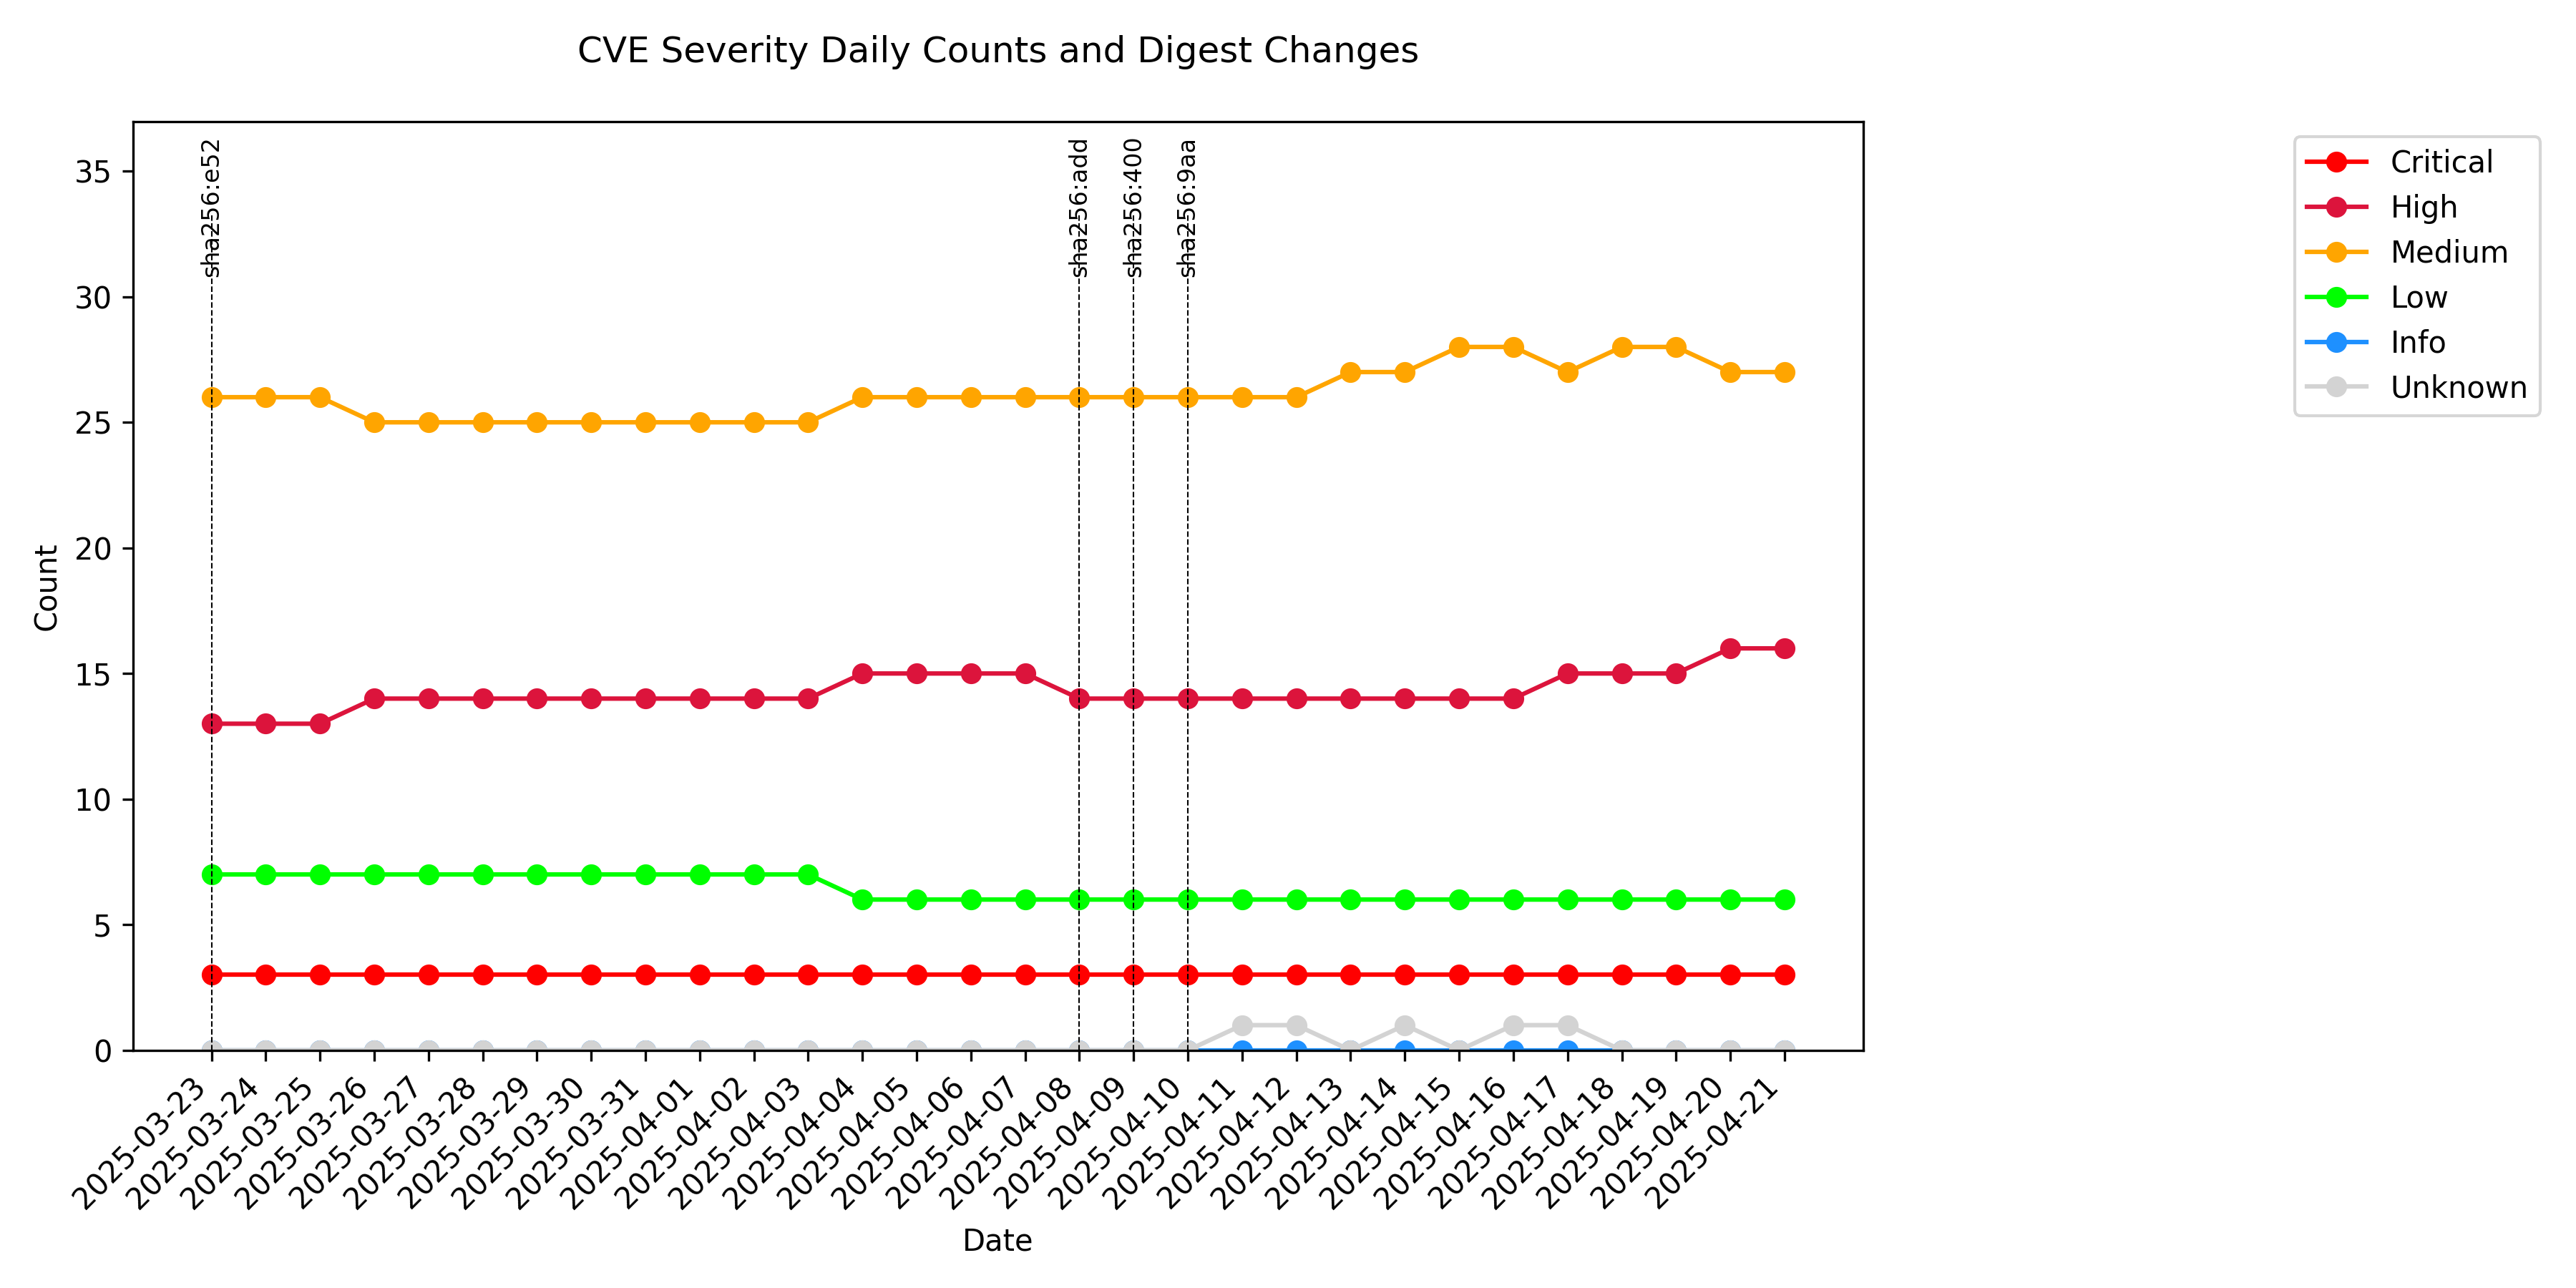 CVE Severity Daily Counts and Digest Changes
sha256:e52
sha256:add
sha256:400
sha256:9aa
Critical
High
Medium
Low
Info
Unknown
Count
35
30
25
20
15
10
5
0
2025-03-23
2025-03-24
2025-03-25
2025-03-26
2025-03-27
2025-03-28
2025-03-29
2025-03-30
2025-03-31
2025-04-01
2025-04-02
2025-04-03
2025-04-04
2025-04-05
2025-04-06
2025-04-07
2025-04-08
2025-04-09
2025-04-10
2025-04-11
2025-04-12
2025-04-13
2025-04-14
2025-04-15
2025-04-16
2025-04-17
2025-04-18
2025-04-19
2025-04-20
2025-04-21
Date